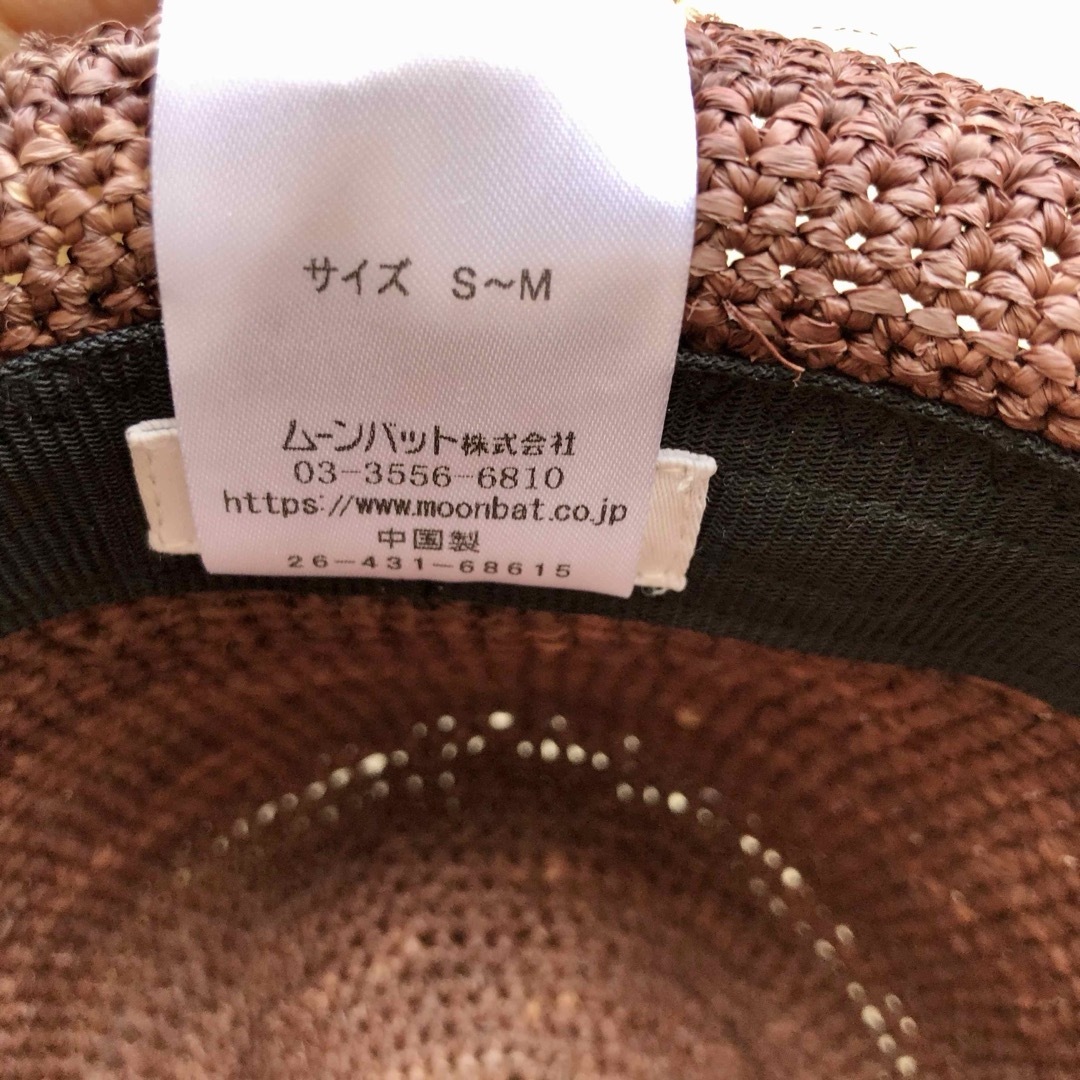 サイズ S〜M
ムーンバット株式会社
03-3556-6810
https://www.moonbat.co.jp
中国製
26-431-68615